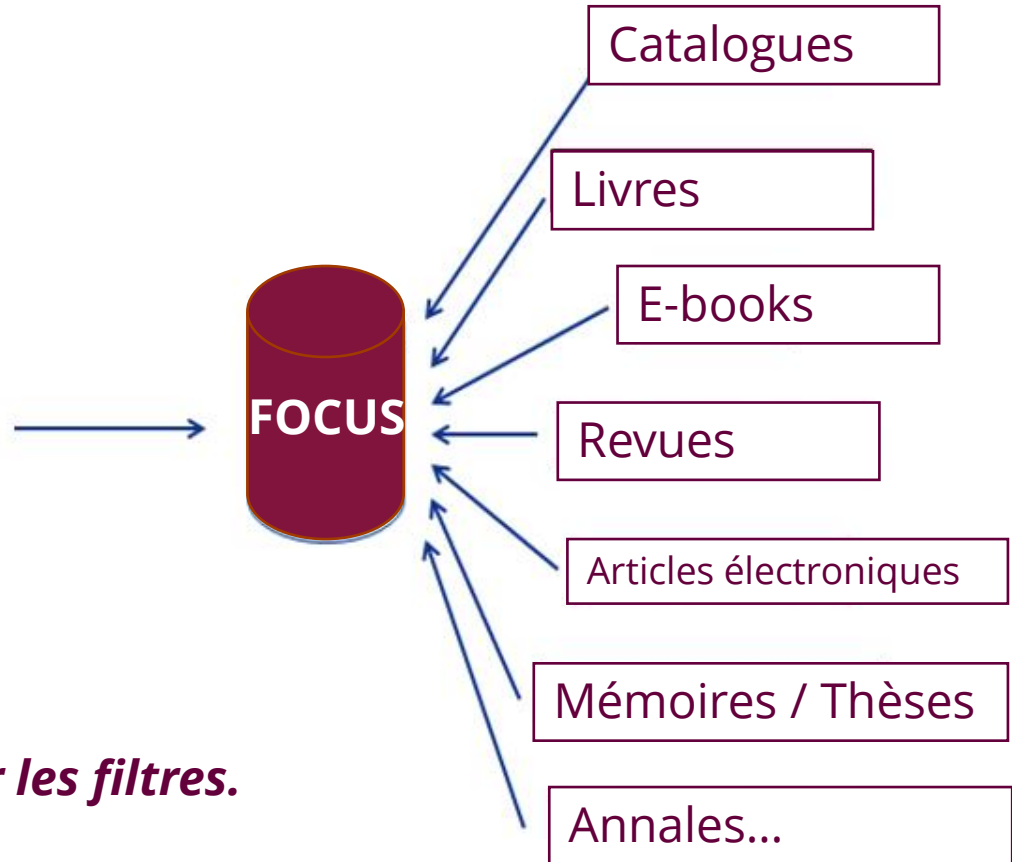 Catalogues
Livres
E-books
FOCUS
Revues
Articles électroniques
Mémoires / Thèses
r les filtres.
Annales...